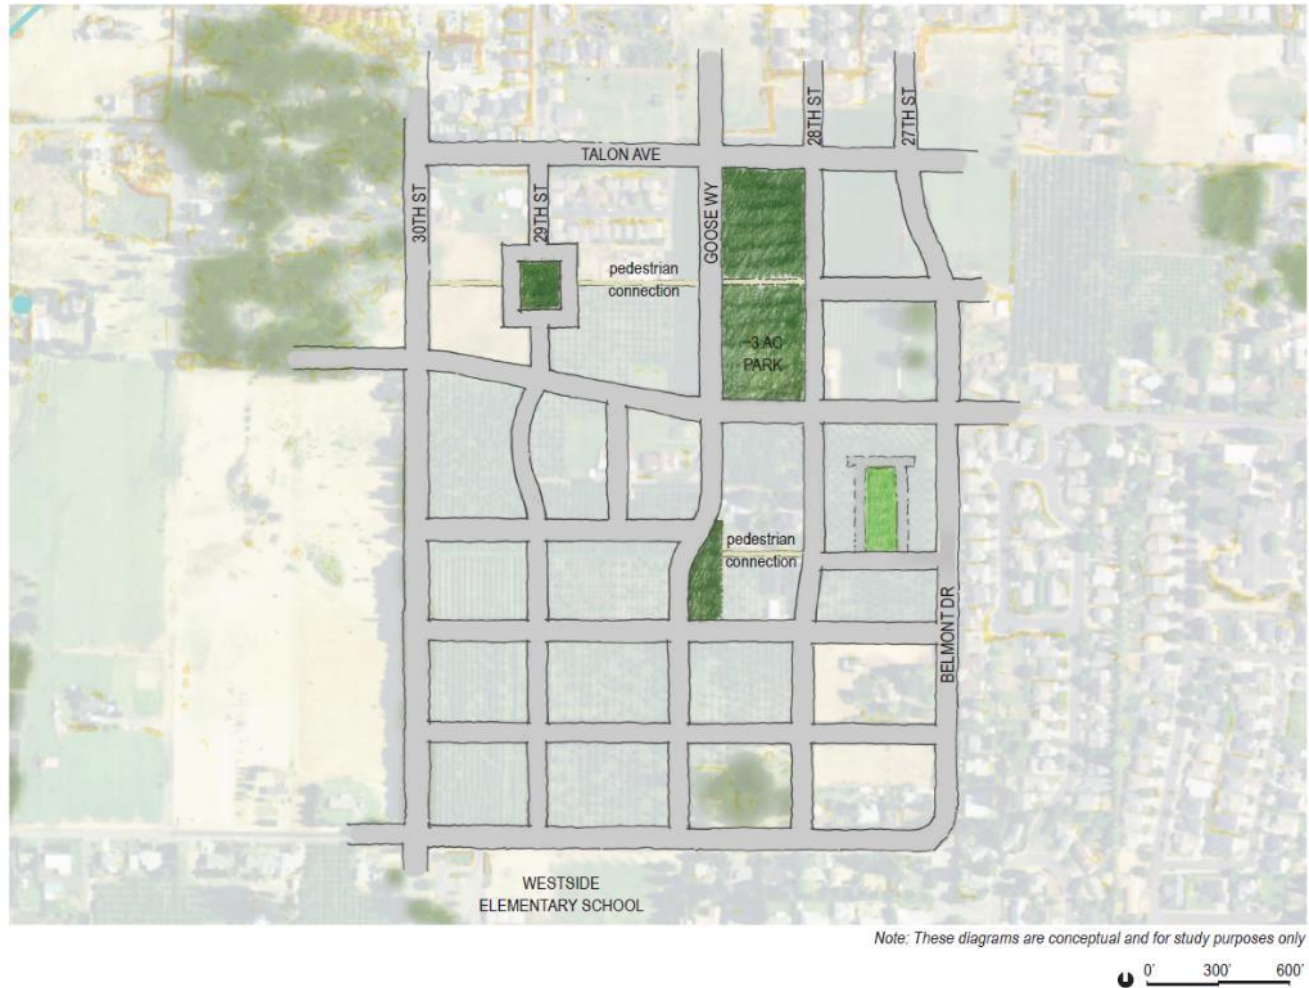 28TH ST
27TH ST
TALON AVE
30TH ST
29TH ST
GOOSE WY
pedestrian
connection
~3 AC
PARK
pedestrian
connection
BELMONT DR
WESTSIDE
ELEMENTARY SCHOOL
Note: These diagrams are conceptual and for study purposes only
0' 300' 600'